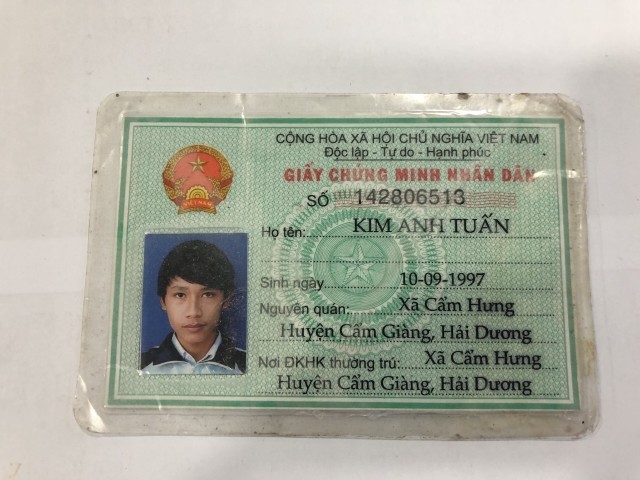 CỘNG HÒA XÃ HỘI CHỦ NGHĨA VIỆT NAM
Độc lập - Tự do - Hạnh phúc
GIẤY CHỨNG MINH NHÂN DÂN
SỐ 142806513
Họ tên: KIM ANH TUẤN
Sinh ngày 10-09-1997
Nguyên quán: Xã Cẩm Hưng
Huyện Cẩm Giàng, Hải Dương
Nơi ĐKHK thường trú: Xã Cẩm Hưng
Huyện Cẩm Giàng, Hải Dương
VIỆT NAM